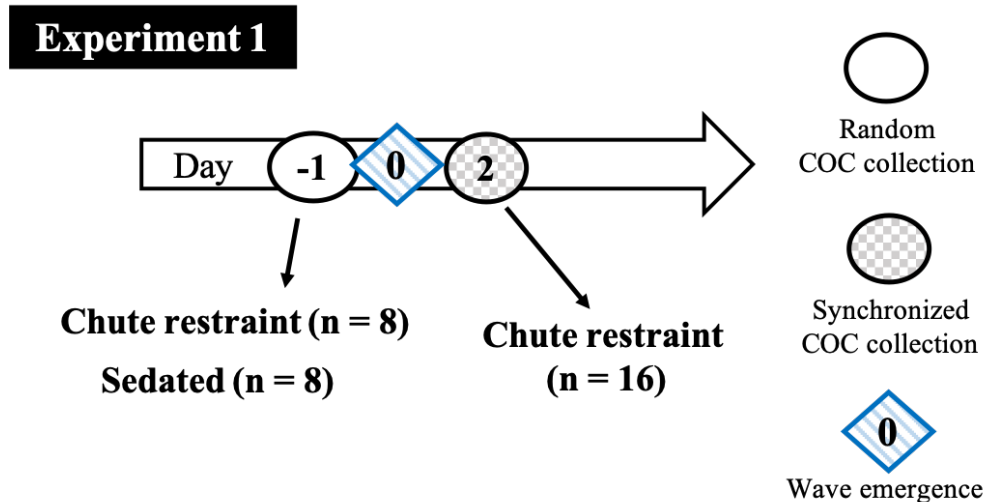 Experiment 1
Day
-1
0
2
Chute restraint (n = 8)
Sedated (n = 8)
Chute restraint
(n = 16)
Random
COC collection
Synchronized
COC collection
0
Wave emergence